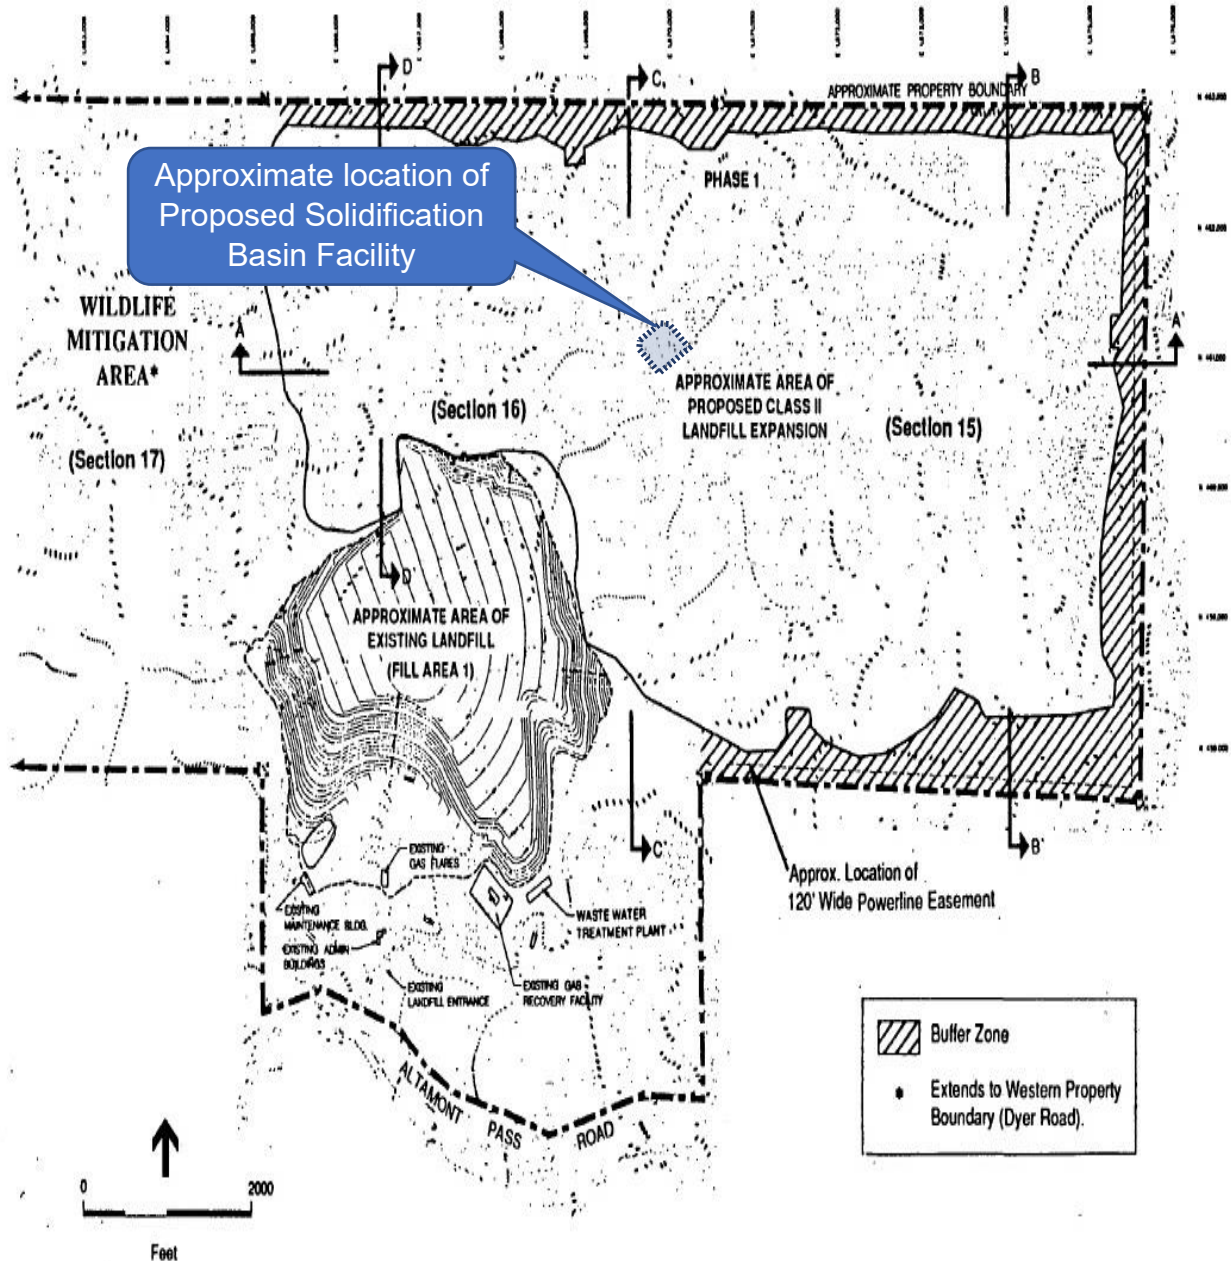 D
C
B
APPROXIMATE PROPERTY BOUNDARY
Approximate location of
Proposed Solidification
Basin Facility
PHASE 1
WILDLIFE
MITIGATION
AREA*
A
A'
APPROXIMATE AREA OF
PROPOSED CLASS II
LANDFILL EXPANSION
(Section 16)
(Section 15)
(Section 17)
D'
APPROXIMATE AREA OF
EXISTING LANDFILL
(FILL AREA 1)
C'
B'
EXISTING
GAS FLARES
Approx. Location of
120' Wide Powerline Easement
EXISTING
MAINTENANCE BLDG.
WASTE WATER
TREATMENT PLANT
EXISTING ADMIN
BUILDINGS
EXISTING
LANDFILL ENTRANCE
EXISTING GAS
RECOVERY FACILITY
ALTAMONT PASS ROAD
Buffer Zone
* Extends to Western Property
Boundary (Dyer Road).
0 2000
Feet